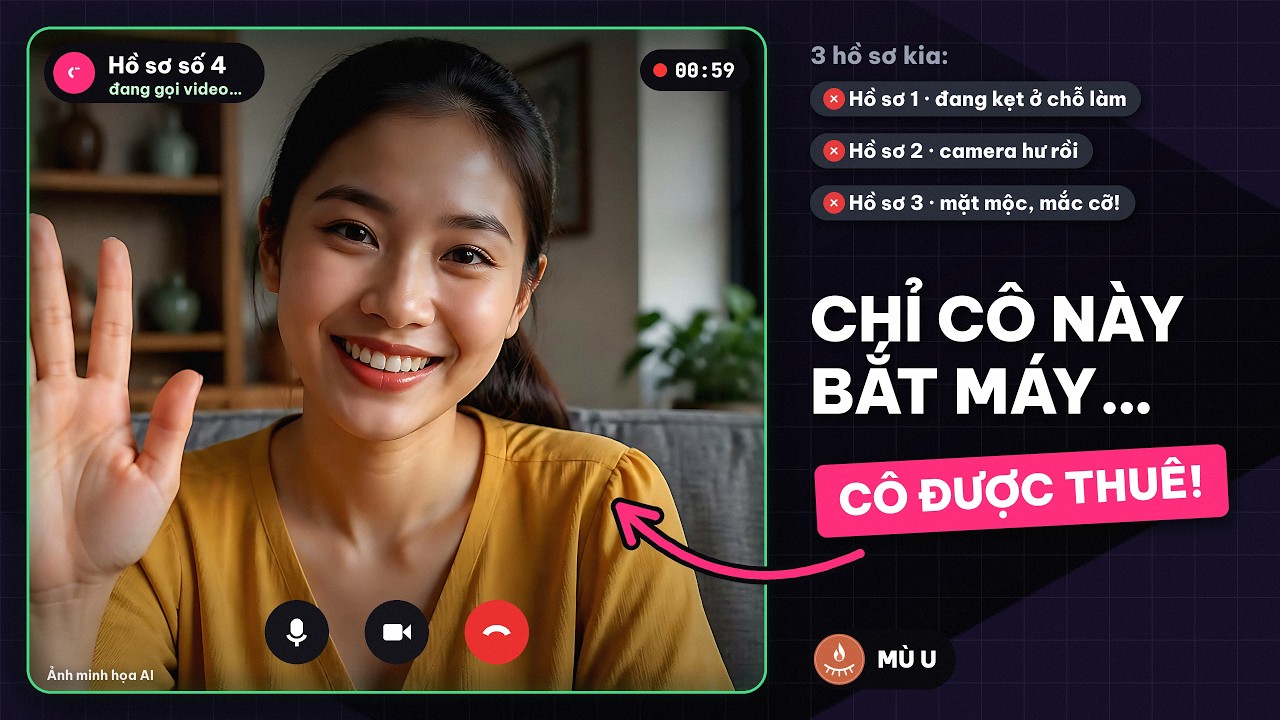 Hồ sơ số 4
đang gọi video...
00:59
Ảnh minh họa AI
3 hồ sơ kia:
Hồ sơ 1 · đang kẹt ở chỗ làm
Hồ sơ 2 · camera hư rồi
Hồ sơ 3 · mặt mộc, mắc cỡ!
CHỈ CÔ NÀY
BẮT MÁY...
CÔ ĐƯỢC THUÊ!
MÙ U